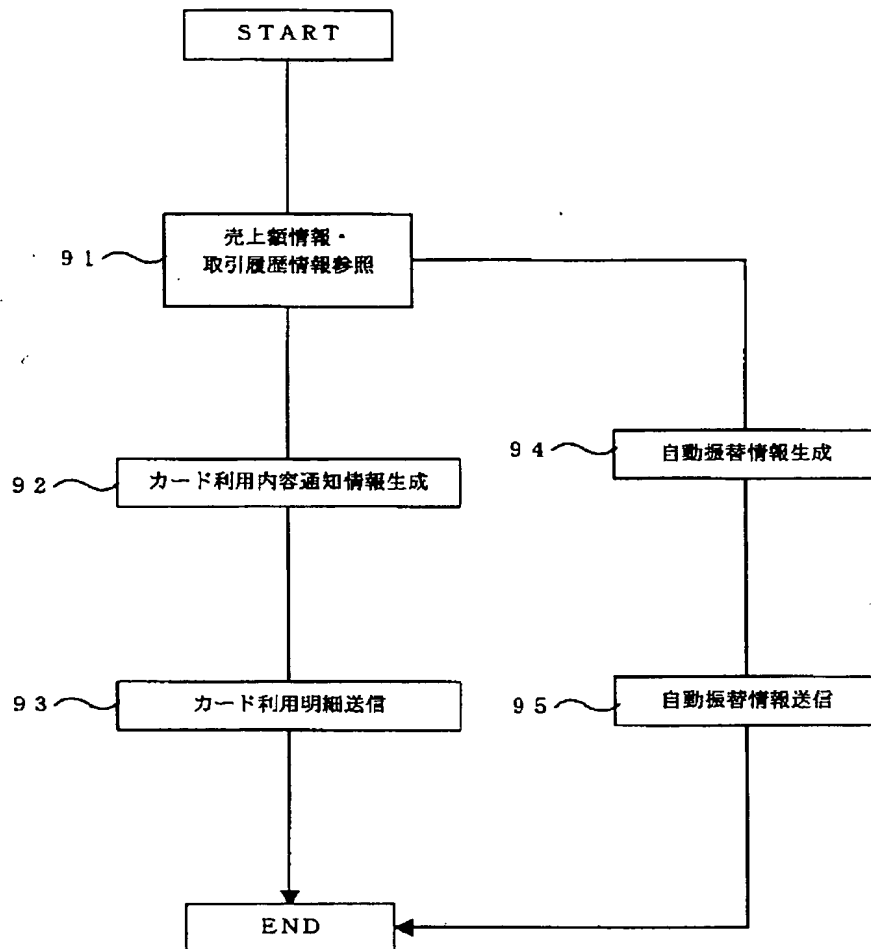 START
91
売上額情報・
取引履歴情報参照
92
カード利用内容通知情報生成
93
カード利用明細送信
94
自動振替情報生成
95
自動振替情報送信
END